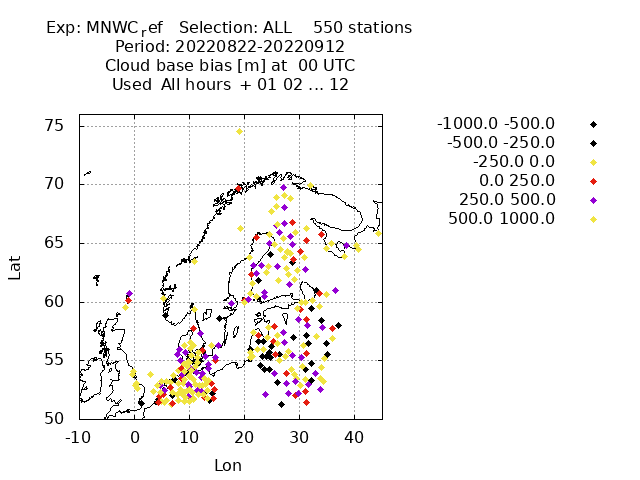 Exp: MNWC_ref   Selection: ALL    550 stations
Period: 20220822-20220912
Cloud base bias [m] at  00 UTC
Used  All hours  + 01 02 ... 12
-1000.0 -500.0
-500.0 -250.0
-250.0 0.0
0.0 250.0
250.0 500.0
500.0 1000.0
75
70
65
60
55
50
Lat
-10 0 10 20 30 40
Lon